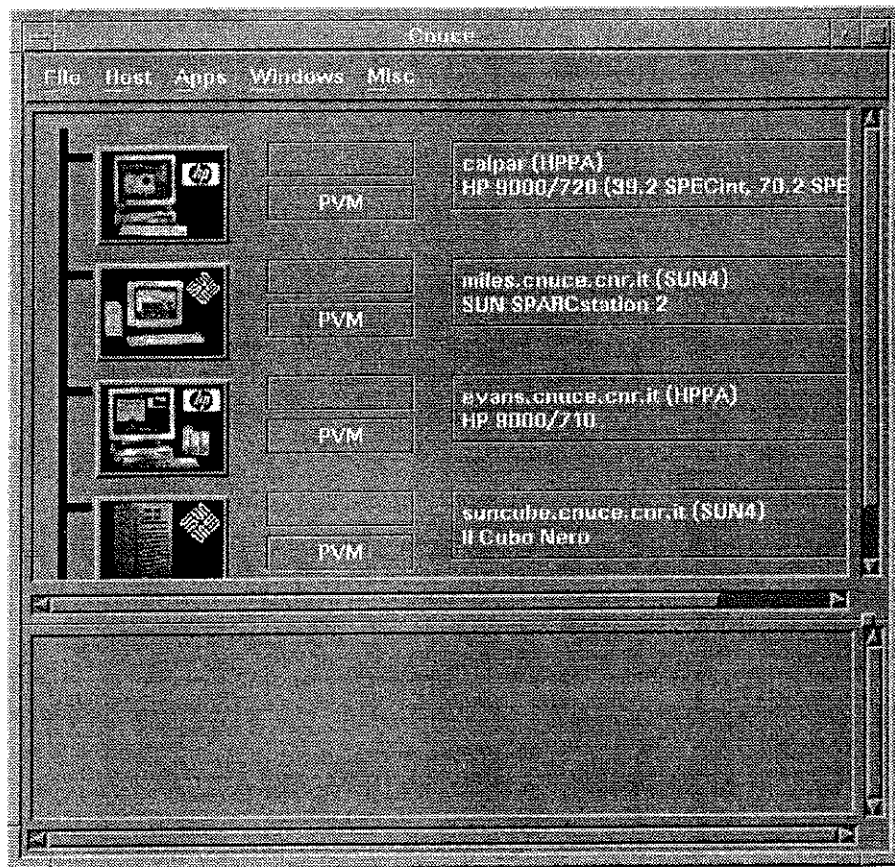 Cnuce
File Host Apps Windows Misc
hp
PVM
calpar (HPPA)
HP 9000/720 (39.2 SPECint, 70.2 SPE
PVM
miles.cnuce.cnr.it (SUN4)
SUN SPARCstation 2
hp
PVM
evans.cnuce.cnr.it (HPPA)
HP 9000/710
PVM
suncube.cnuce.cnr.it (SUN4)
Il Cubo Nero